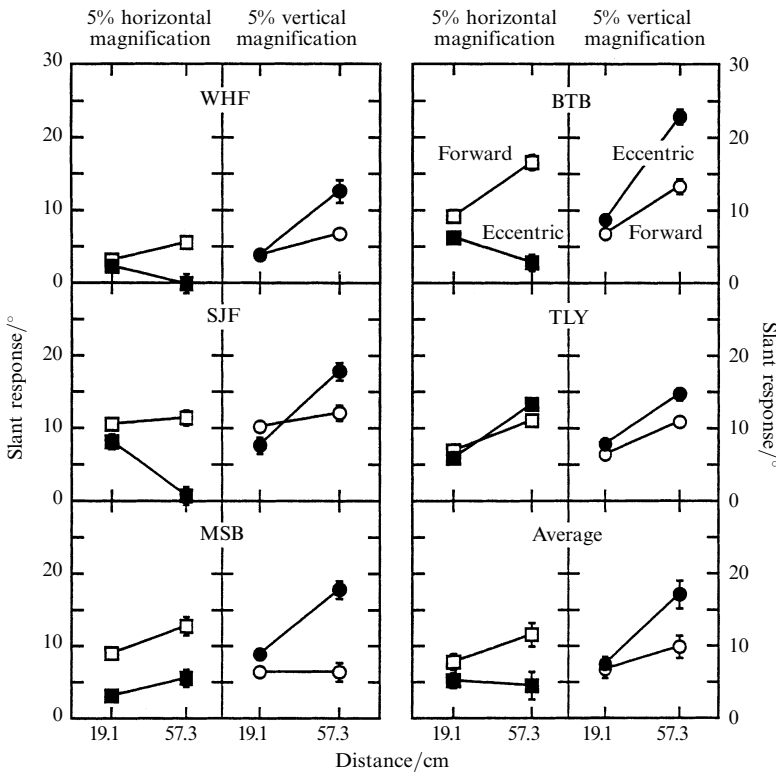 5% horizontal
magnification
5% vertical
magnification
5% horizontal
magnification
5% vertical
magnification
30
20
10
0
WHF
BTB
Forward
Eccentric
Eccentric
Forward
30
20
10
0
20
10
0
SJF
TLY
20
10
0
20
10
0
MSB
Average
20
10
0
Slant response/°
Slant response/°
19.1
57.3
19.1
57.3
19.1
57.3
19.1
57.3
Distance/cm